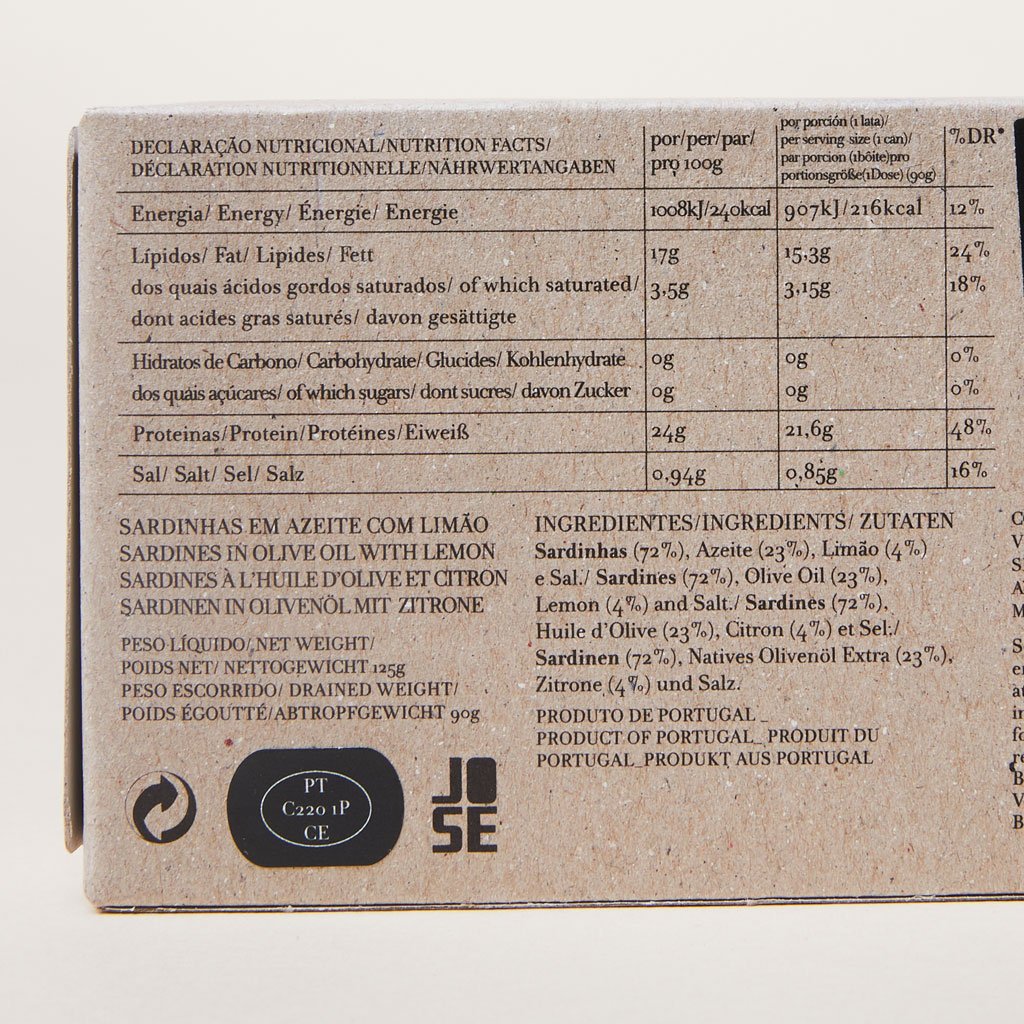 DECLARAÇÃO NUTRICIONAL/NUTRITION FACTS/
DÉCLARATION NUTRITIONNELLE/NÄHRWERTANGABEN
por/per/par/
pro 100g
por porción (1 lata)/
per serving size (1 can)/
par porcion (1bôite)pro
portionsgröße(1Dose) (90g)
%DR*
Energia/ Energy/ Énergie/ Energie 1008kJ/240kcal 907kJ/216kcal 12%
Lípidos/ Fat/ Lipides/ Fett 17g 15,3g 24%
dos quais ácidos gordos saturados/ of which saturated/ 3,5g 3,15g 18%
dont acides gras saturés/ davon gesättigte
Hidratos de Carbono/ Carbohydrate/ Glucides/ Kohlenhydrate 0g 0g 0%
dos quais açúcares/ of which sugars/ dont sucres/ davon Zucker 0g 0g 0%
Proteinas/Protein/Protéines/Eiweiß 24g 21,6g 48%
Sal/ Salt/ Sel/ Salz 0,94g 0,85g 16%
SARDINHAS EM AZEITE COM LIMÃO
SARDINES IN OLIVE OIL WITH LEMON
SARDINES À L'HUILE D'OLIVE ET CITRON
SARDINEN IN OLIVENÖL MIT ZITRONE
PESO LÍQUIDO/ NET WEIGHT/
POIDS NET/ NETTOGEWICHT 125g
PESO ESCORRIDO/ DRAINED WEIGHT/
POIDS ÉGOUTTÉ/ABTROPFGEWICHT 90g
INGREDIENTES/INGREDIENTS/ ZUTATEN
Sardinhas (72%), Azeite (23%), Limão (4%)
e Sal./ Sardines (72%), Olive Oil (23%),
Lemon (4%) and Salt./ Sardines (72%),
Huile d'Olive (23%), Citron (4%) et Sel:/
Sardinen (72%), Natives Olivenöl Extra (23%),
Zitrone (4%) und Salz.
PRODUTO DE PORTUGAL _
PRODUCT OF PORTUGAL_ PRODUIT DU
PORTUGAL_PRODUKT AUS PORTUGAL
PT
C220 1P
CE
JO
SE